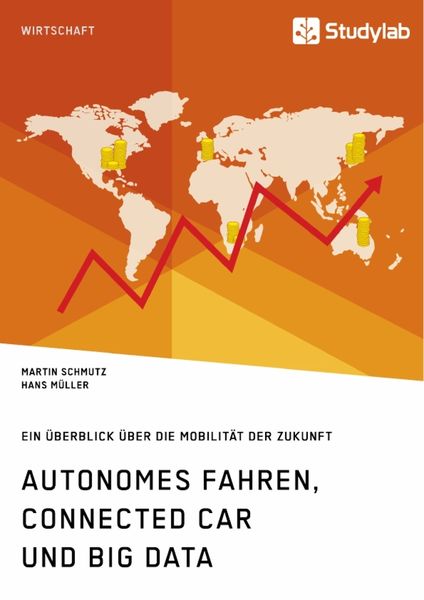 WIRTSCHAFT
Studylab
MARTIN SCHMUTZ
HANS MÜLLER
EIN ÜBERBLICK ÜBER DIE MOBILITÄT DER ZUKUNFT
AUTONOMES FAHREN,
CONNECTED CAR
UND BIG DATA